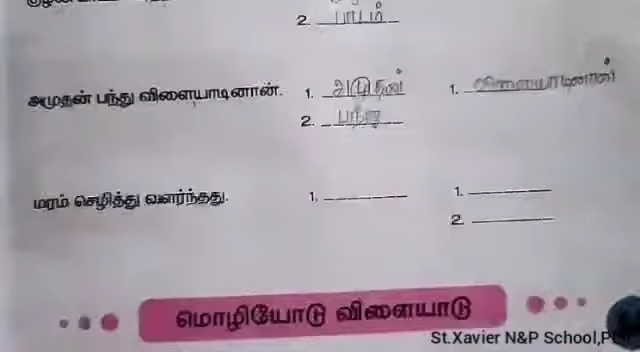 2. பாடம்
அமுதன் பந்து விளையாடினான். 1. அமுதன் 1. விளையாடினான்
2. பந்து
மரம் செழித்து வளர்ந்தது. 1. 1.
2.
மொழியோடு விளையாடு
St.Xavier N&P School,P